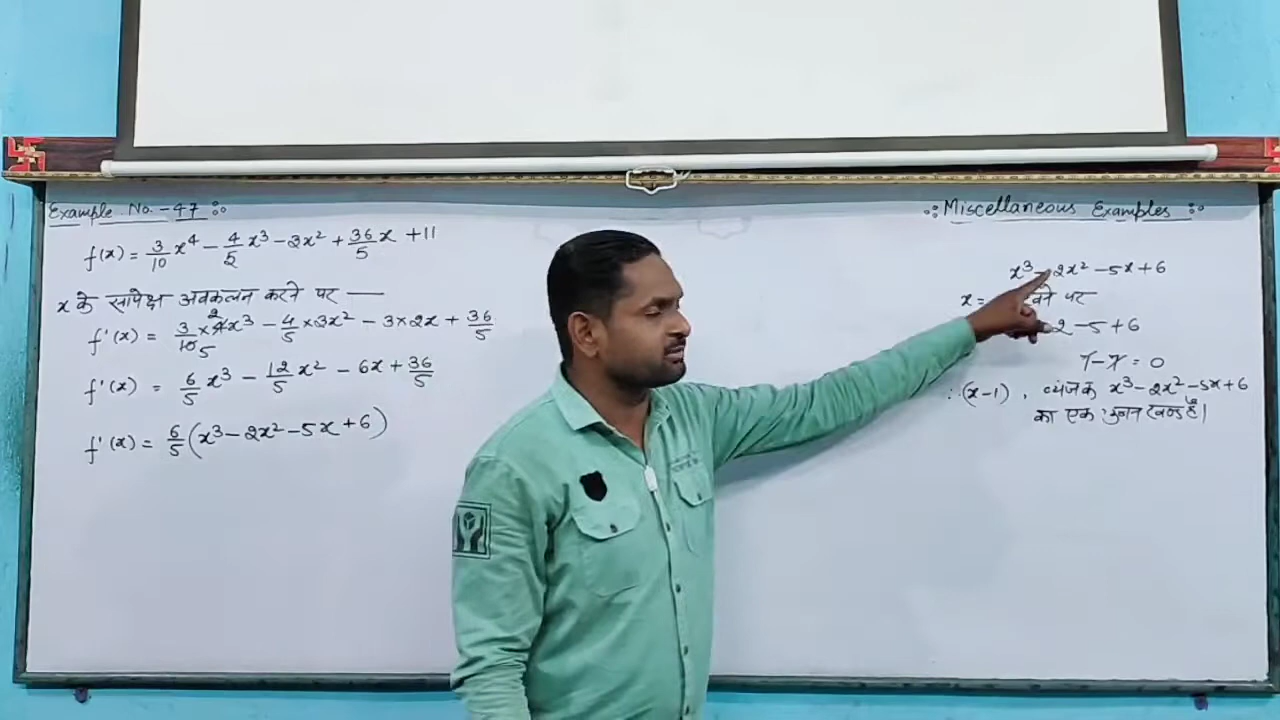 Example No. - 47 :
f(x) = 3/10 x⁴ - 4/5 x³ - 3x² + 36/5 x + 11
x के सापेक्ष अवकलन करने पर —
f'(x) = 3/10 × 4x³ - 4/5 × 3x² - 3×2x + 36/5
2
5
f'(x) = 6/5 x³ - 12/5 x² - 6x + 36/5
f'(x) = 6/5 (x³ - 2x² - 5x + 6)
:: Miscellaneous Examples ::
x³ - 2x² - 5x + 6
x = पर
2 - 5 + 6
7 - 7 = 0
∴ (x-1) , व्यंजक x³ - 2x² - 5x + 6
का एक गुणनखण्ड है।